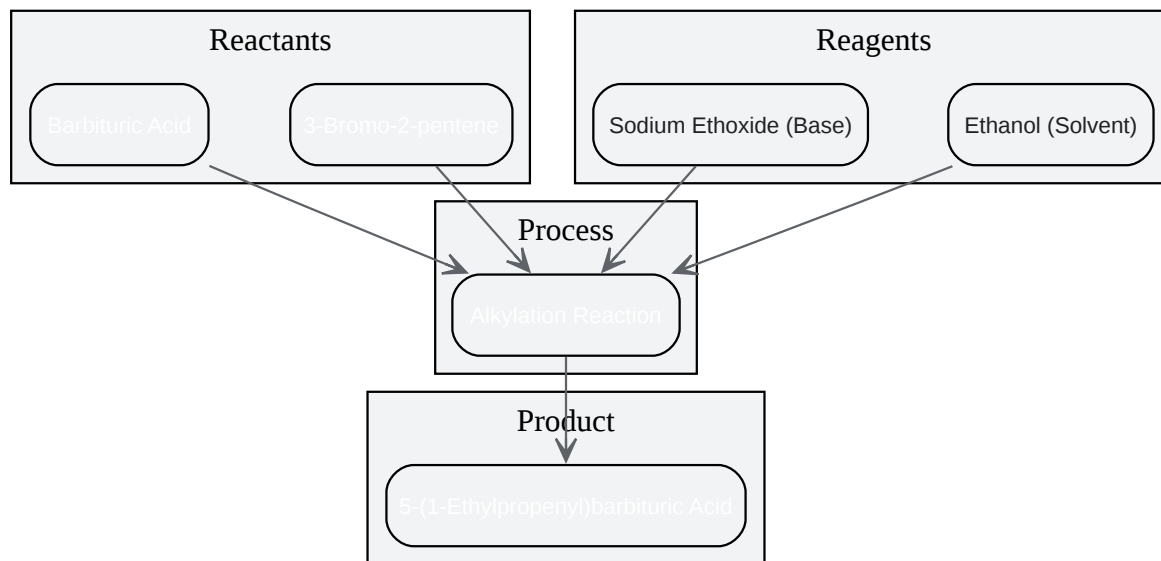 Reactants
Reagents
Barbituric Acid
3-Bromo-2-pentene
Sodium Ethoxide (Base)
Ethanol (Solvent)
Process
Alkylation Reaction
Product
5-(1-Ethylpropenyl)barbituric Acid